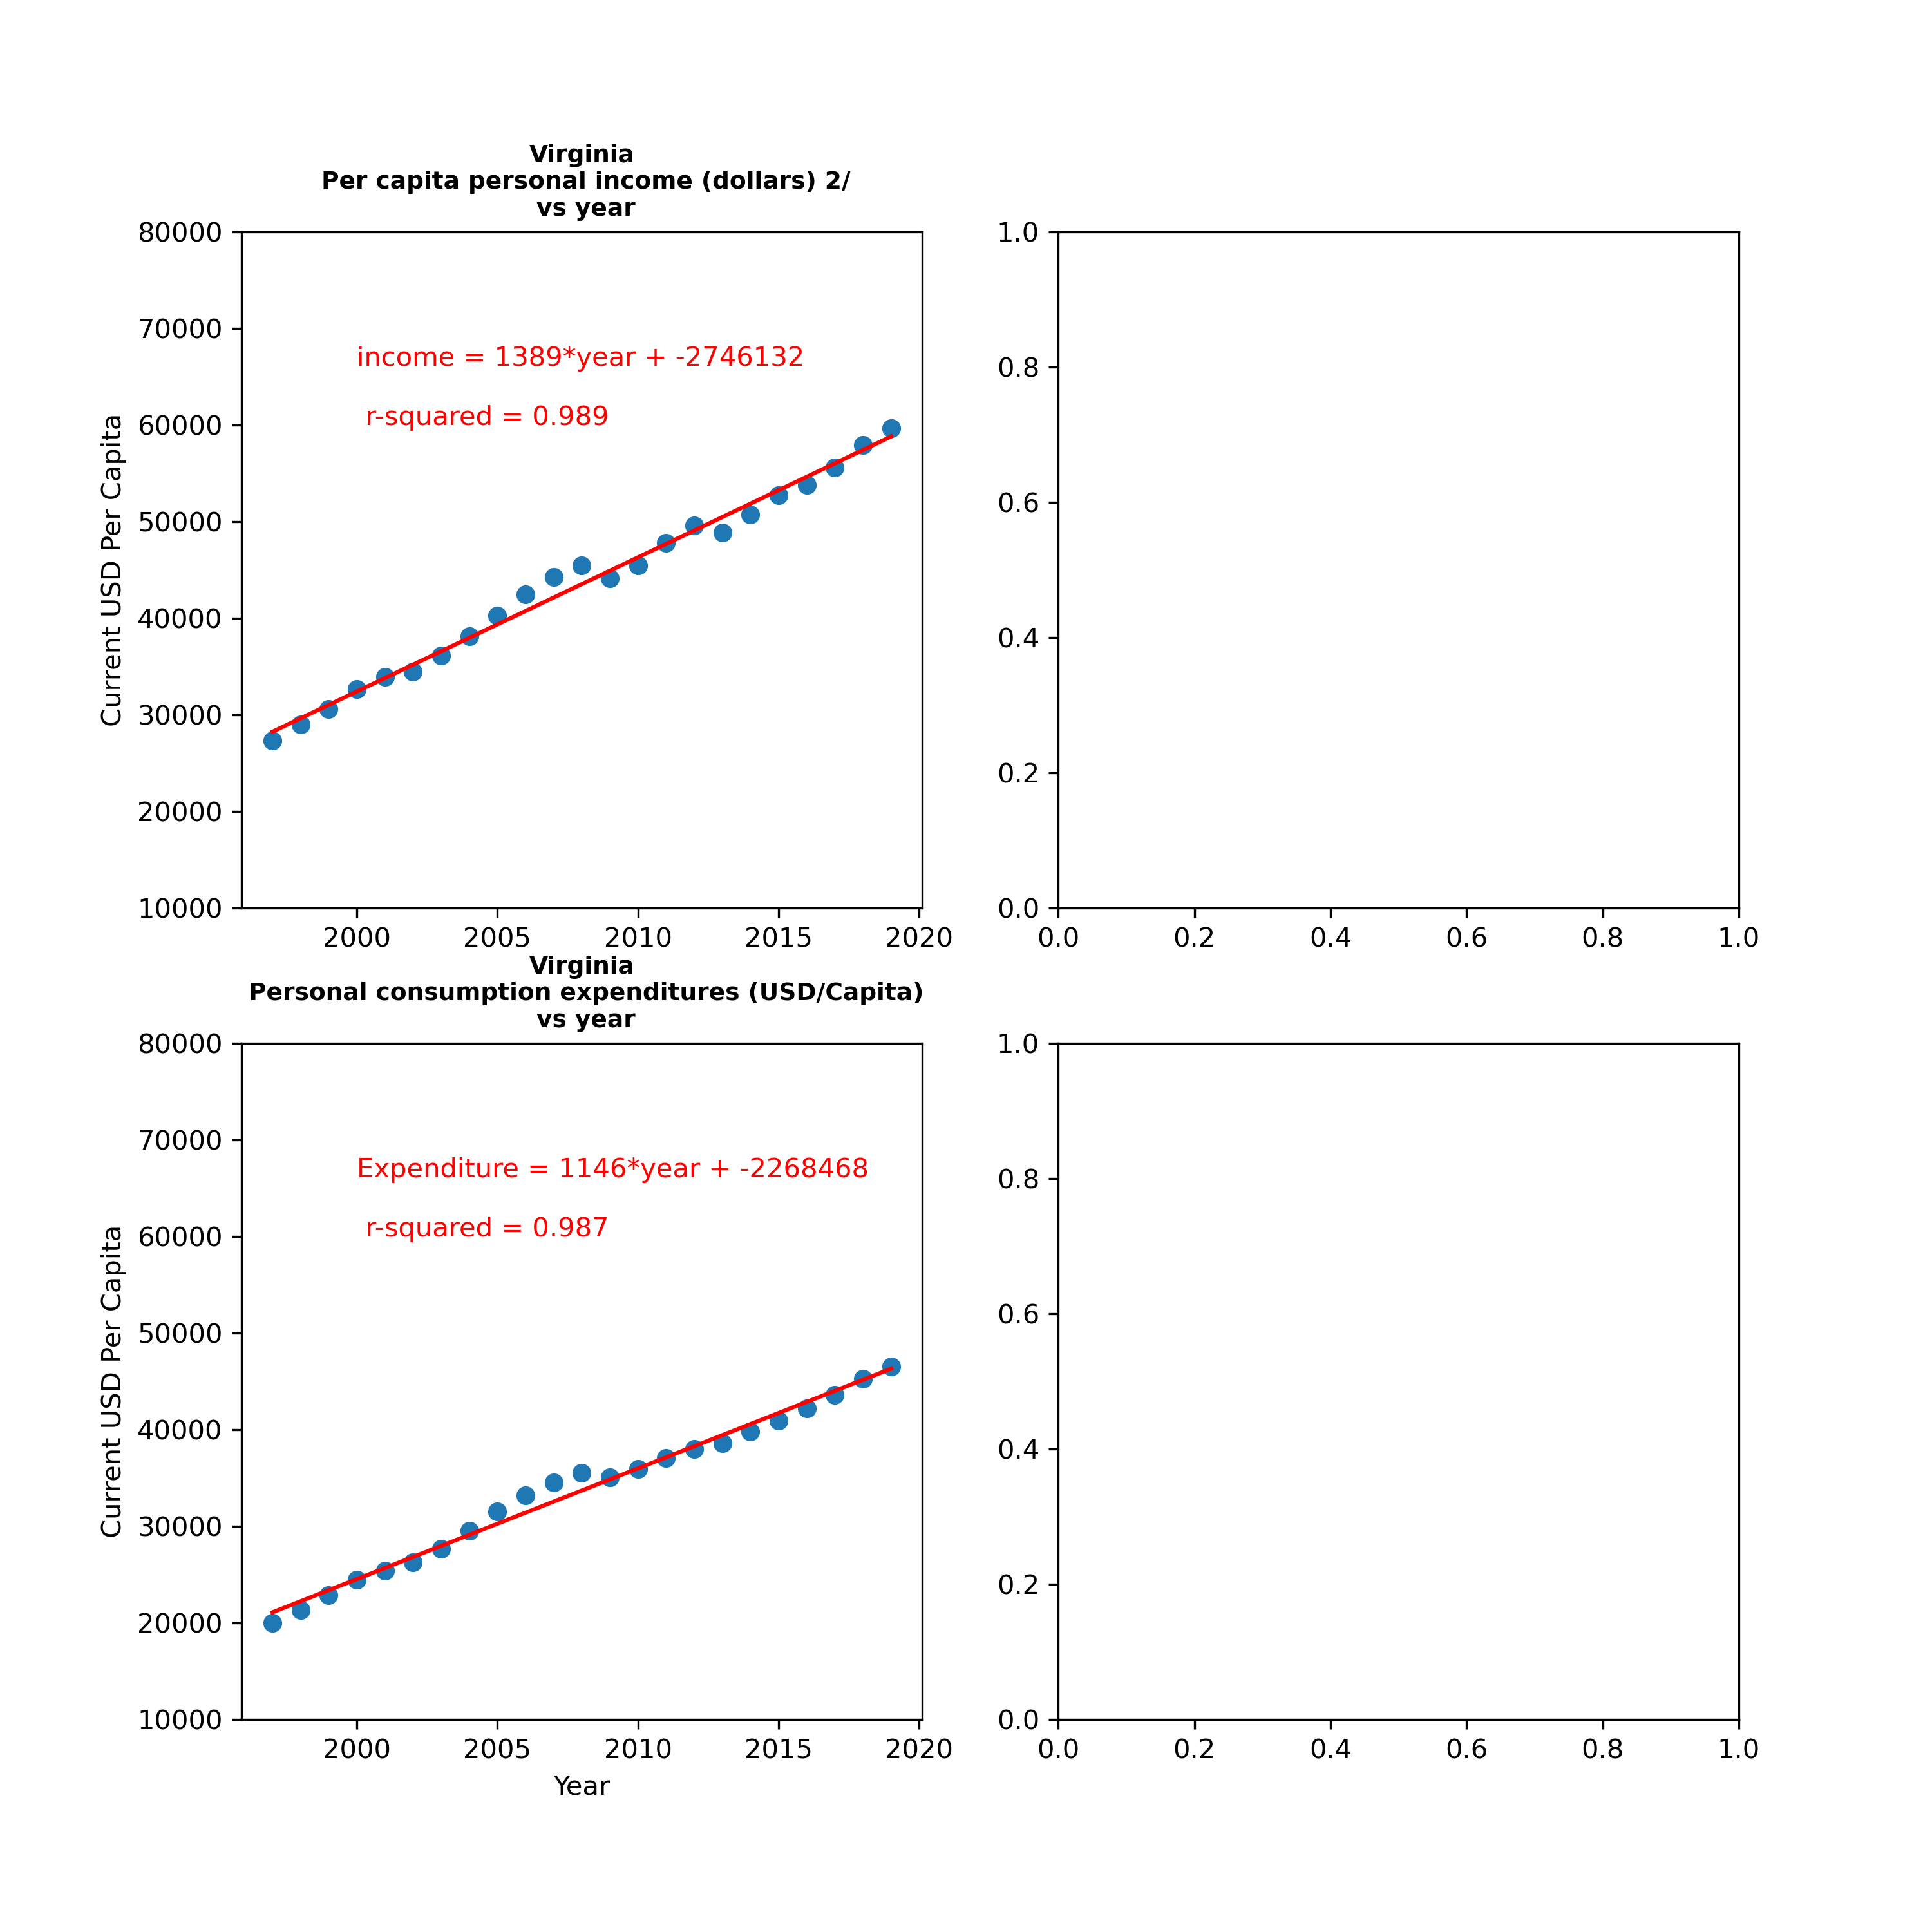 Virginia
Per capita personal income (dollars) 2/
vs year
80000
70000
60000
50000
40000
30000
20000
10000
Current USD Per Capita
income = 1389*year + -2746132
r-squared = 0.989
2000 2005 2010 2015 2020
1.0
0.8
0.6
0.4
0.2
0.0
0.0 0.2 0.4 0.6 0.8 1.0
Virginia
Personal consumption expenditures (USD/Capita)
vs year
80000
70000
60000
50000
40000
30000
20000
10000
Current USD Per Capita
Expenditure = 1146*year + -2268468
r-squared = 0.987
2000 2005 2010 2015 2020
Year
1.0
0.8
0.6
0.4
0.2
0.0
0.0 0.2 0.4 0.6 0.8 1.0